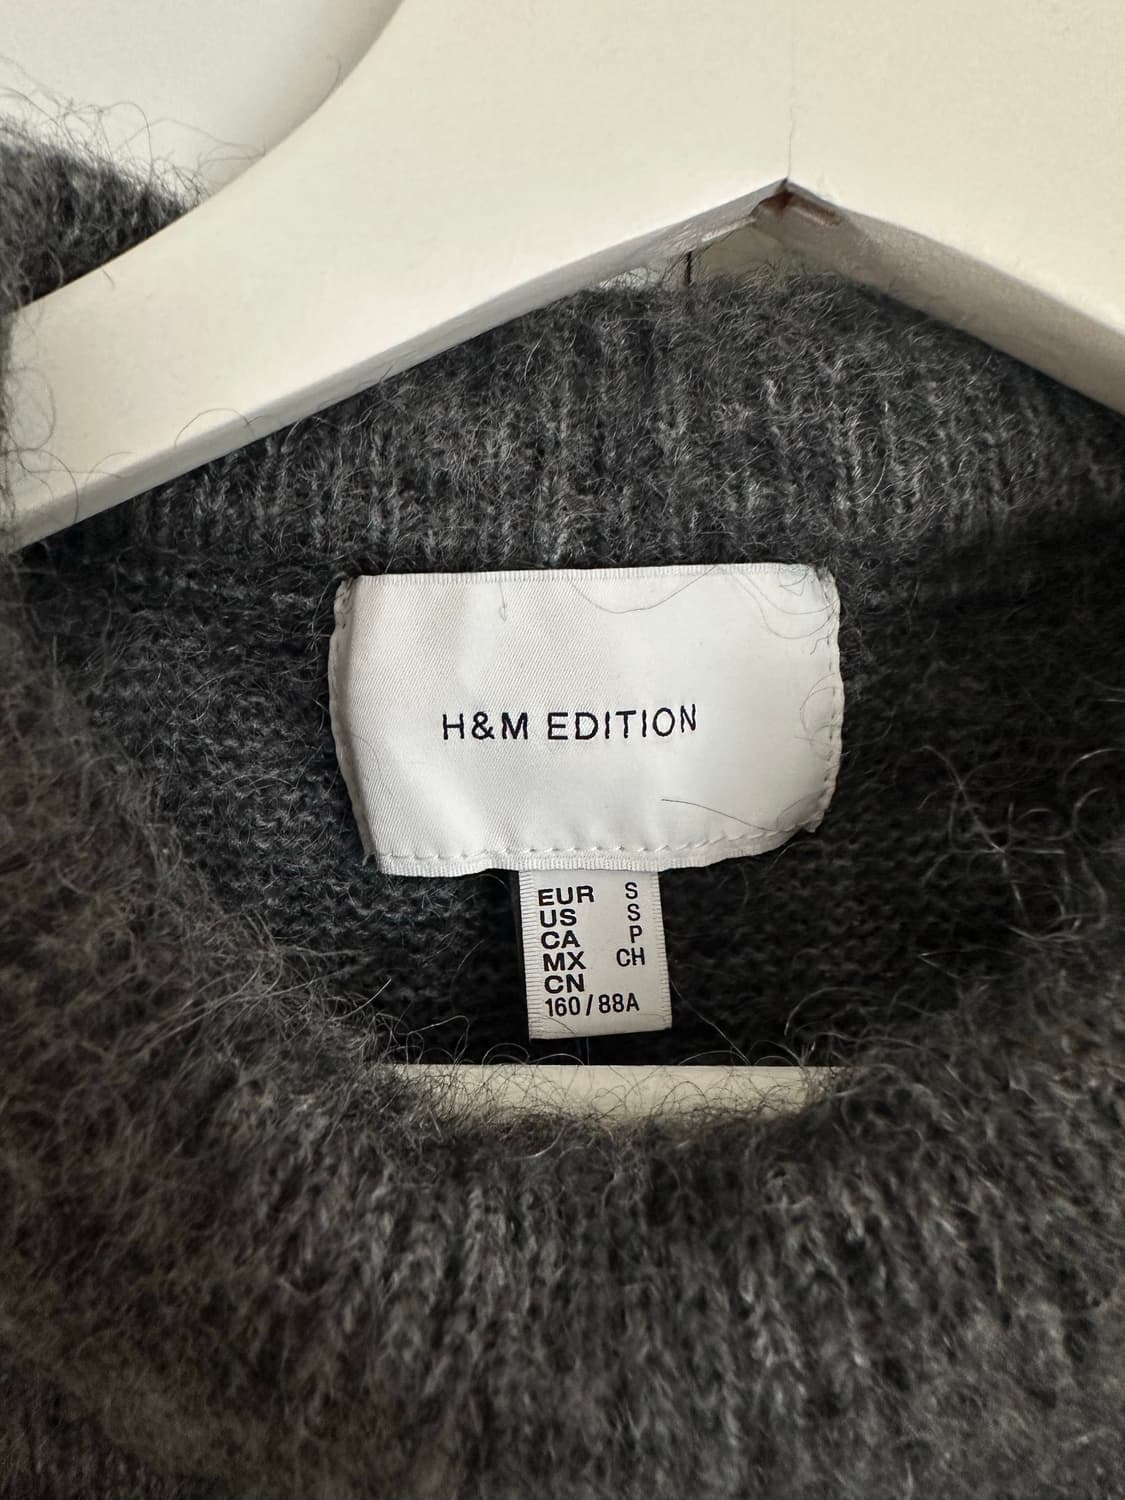 H&M EDITION
EUR S
US S
CA P
MX CH
CN
160/88A